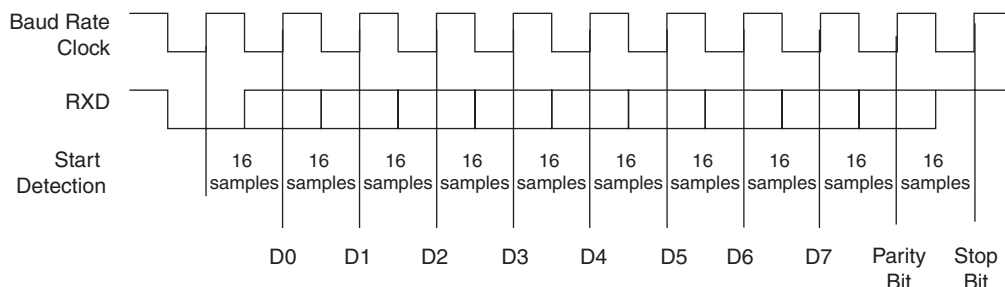 Baud Rate
Clock
RXD
Start
Detection
16 16 16 16 16 16 16 16 16 16
samples samples samples samples samples samples samples samples samples samples
D0 D1 D2 D3 D4 D5 D6 D7 Parity Stop
Bit Bit